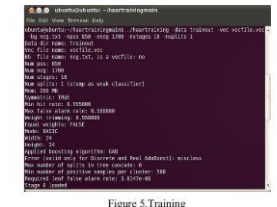 ubuntu@ubuntu: ~/haartrainingmain
File Edit View Terminal Help
ubuntu@ubuntu:~/haartrainingmain$ ./haartraining -data trainout -vec vecfile.vec
-bg neg.txt -npos 850 -nneg 1700 -nstages 18 -nsplits 1
Data dir name: trainout
Vec file name: vecfile.vec
BG file name: neg.txt, is a vecfile: no
Num pos: 850
Num neg: 1700
Num stages: 18
Num splits: 1 (stump as weak classifier)
Mem: 200 MB
Symmetric: TRUE
Min hit rate: 0.995000
Max false alarm rate: 0.500000
Weight trimming: 0.950000
Equal weights: FALSE
Mode: BASIC
Width: 24
Height: 24
Applied boosting algorithm: GAB
Error (valid only for Discrete and Real AdaBoost): misclass
Max number of splits in tree cascade: 0
Min number of positive samples per cluster: 500
Required leaf false alarm rate: 3.8147e-06
Stage 0 loaded
Figure 5.Training